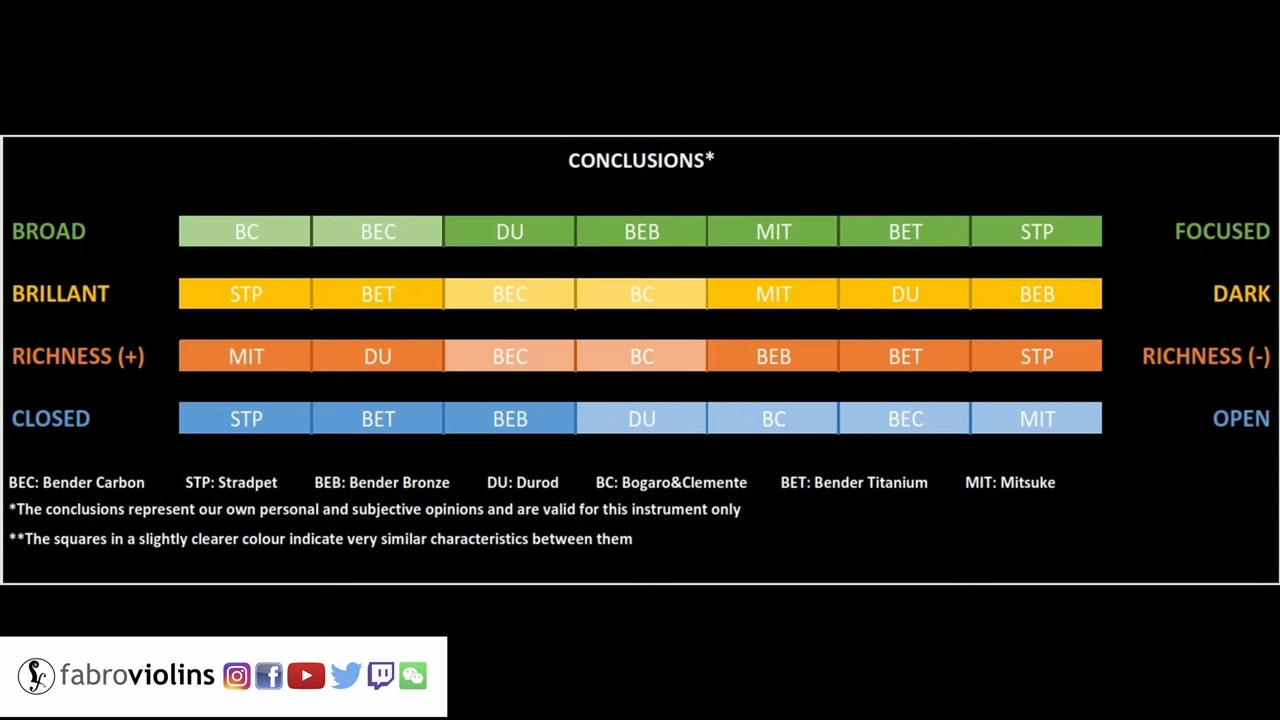 CONCLUSIONS*
BROAD BC BEC DU BEB MIT BET STP FOCUSED
BRILLANT STP BET BEC BC MIT DU BEB DARK
RICHNESS (+) MIT DU BEC BC BEB BET STP RICHNESS (-)
CLOSED STP BET BEB DU BC BEC MIT OPEN
BEC: Bender Carbon STP: Stradpet BEB: Bender Bronze DU: Durod BC: Bogaro&Clemente BET: Bender Titanium MIT: Mitsuke
*The conclusions represent our own personal and subjective opinions and are valid for this instrument only
**The squares in a slightly clearer colour indicate very similar characteristics between them
fabroviolins